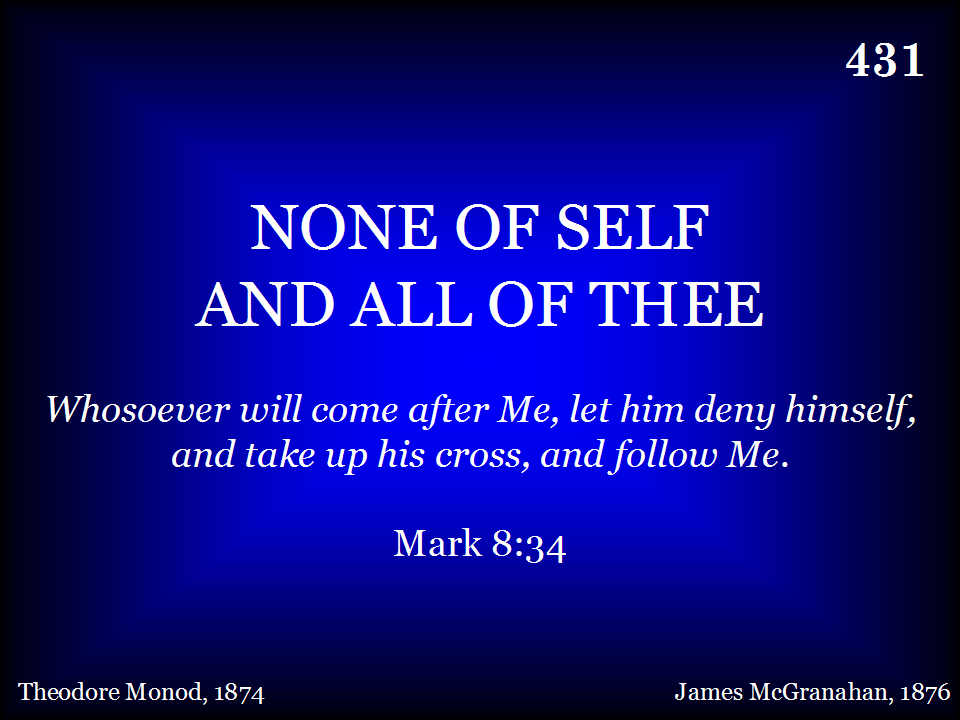 431
NONE OF SELF
AND ALL OF THEE
Whosoever will come after Me, let him deny himself,
and take up his cross, and follow Me.
Mark 8:34
Theodore Monod, 1874
James McGranahan, 1876